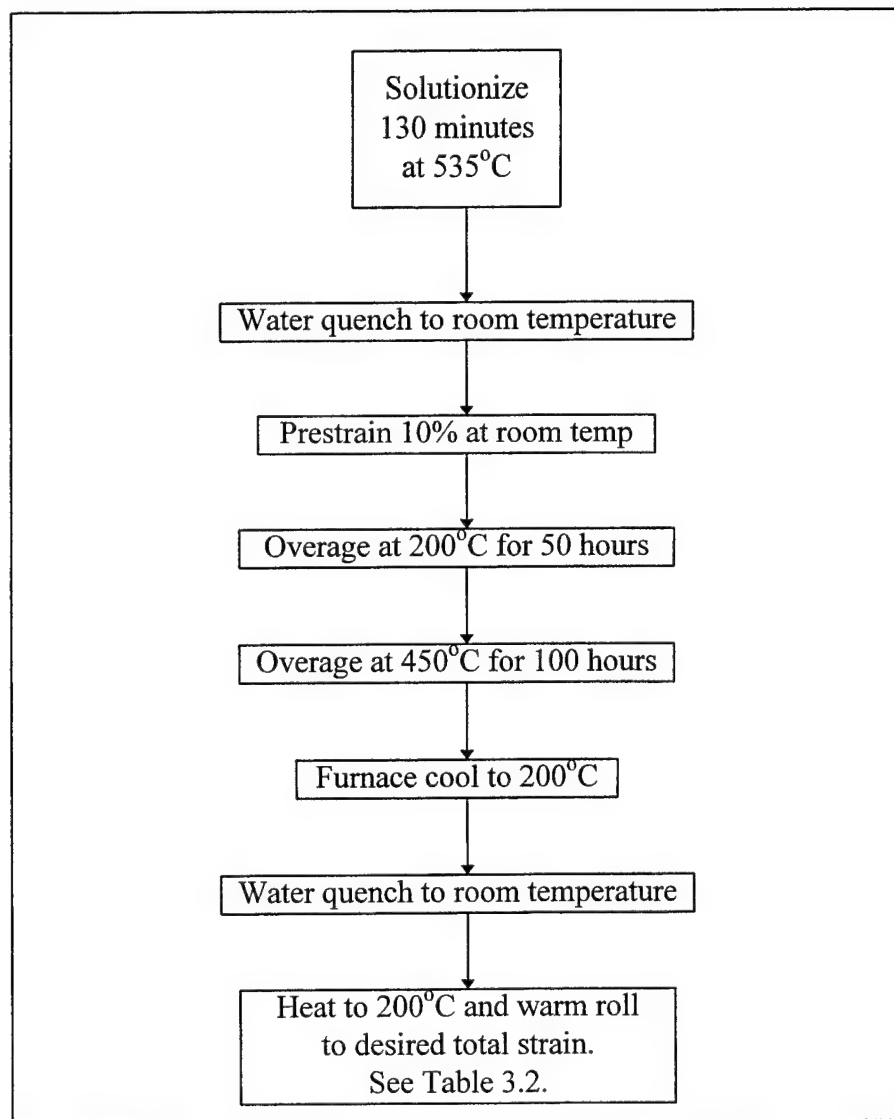 Solutionize
130 minutes
at 535°C
Water quench to room temperature
Prestrain 10% at room temp
Overage at 200°C for 50 hours
Overage at 450°C for 100 hours
Furnace cool to 200°C
Water quench to room temperature
Heat to 200°C and warm roll
to desired total strain.
See Table 3.2.